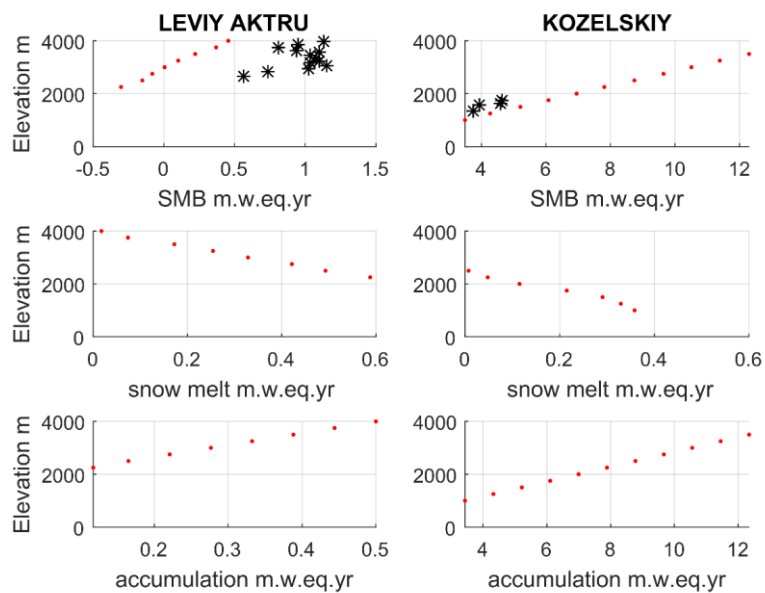 LEVIY AKTRU
KOZELSKIY
Elevation m
4000
2000
0
-0.5 0 0.5 1 1.5
SMB m.w.eq.yr
4000
2000
0
4 6 8 10 12
SMB m.w.eq.yr
Elevation m
4000
2000
0
0 0.2 0.4 0.6
snow melt m.w.eq.yr
4000
2000
0
0 0.2 0.4 0.6
snow melt m.w.eq.yr
Elevation m
4000
2000
0
0.2 0.3 0.4 0.5
accumulation m.w.eq.yr
4000
2000
0
4 6 8 10 12
accumulation m.w.eq.yr